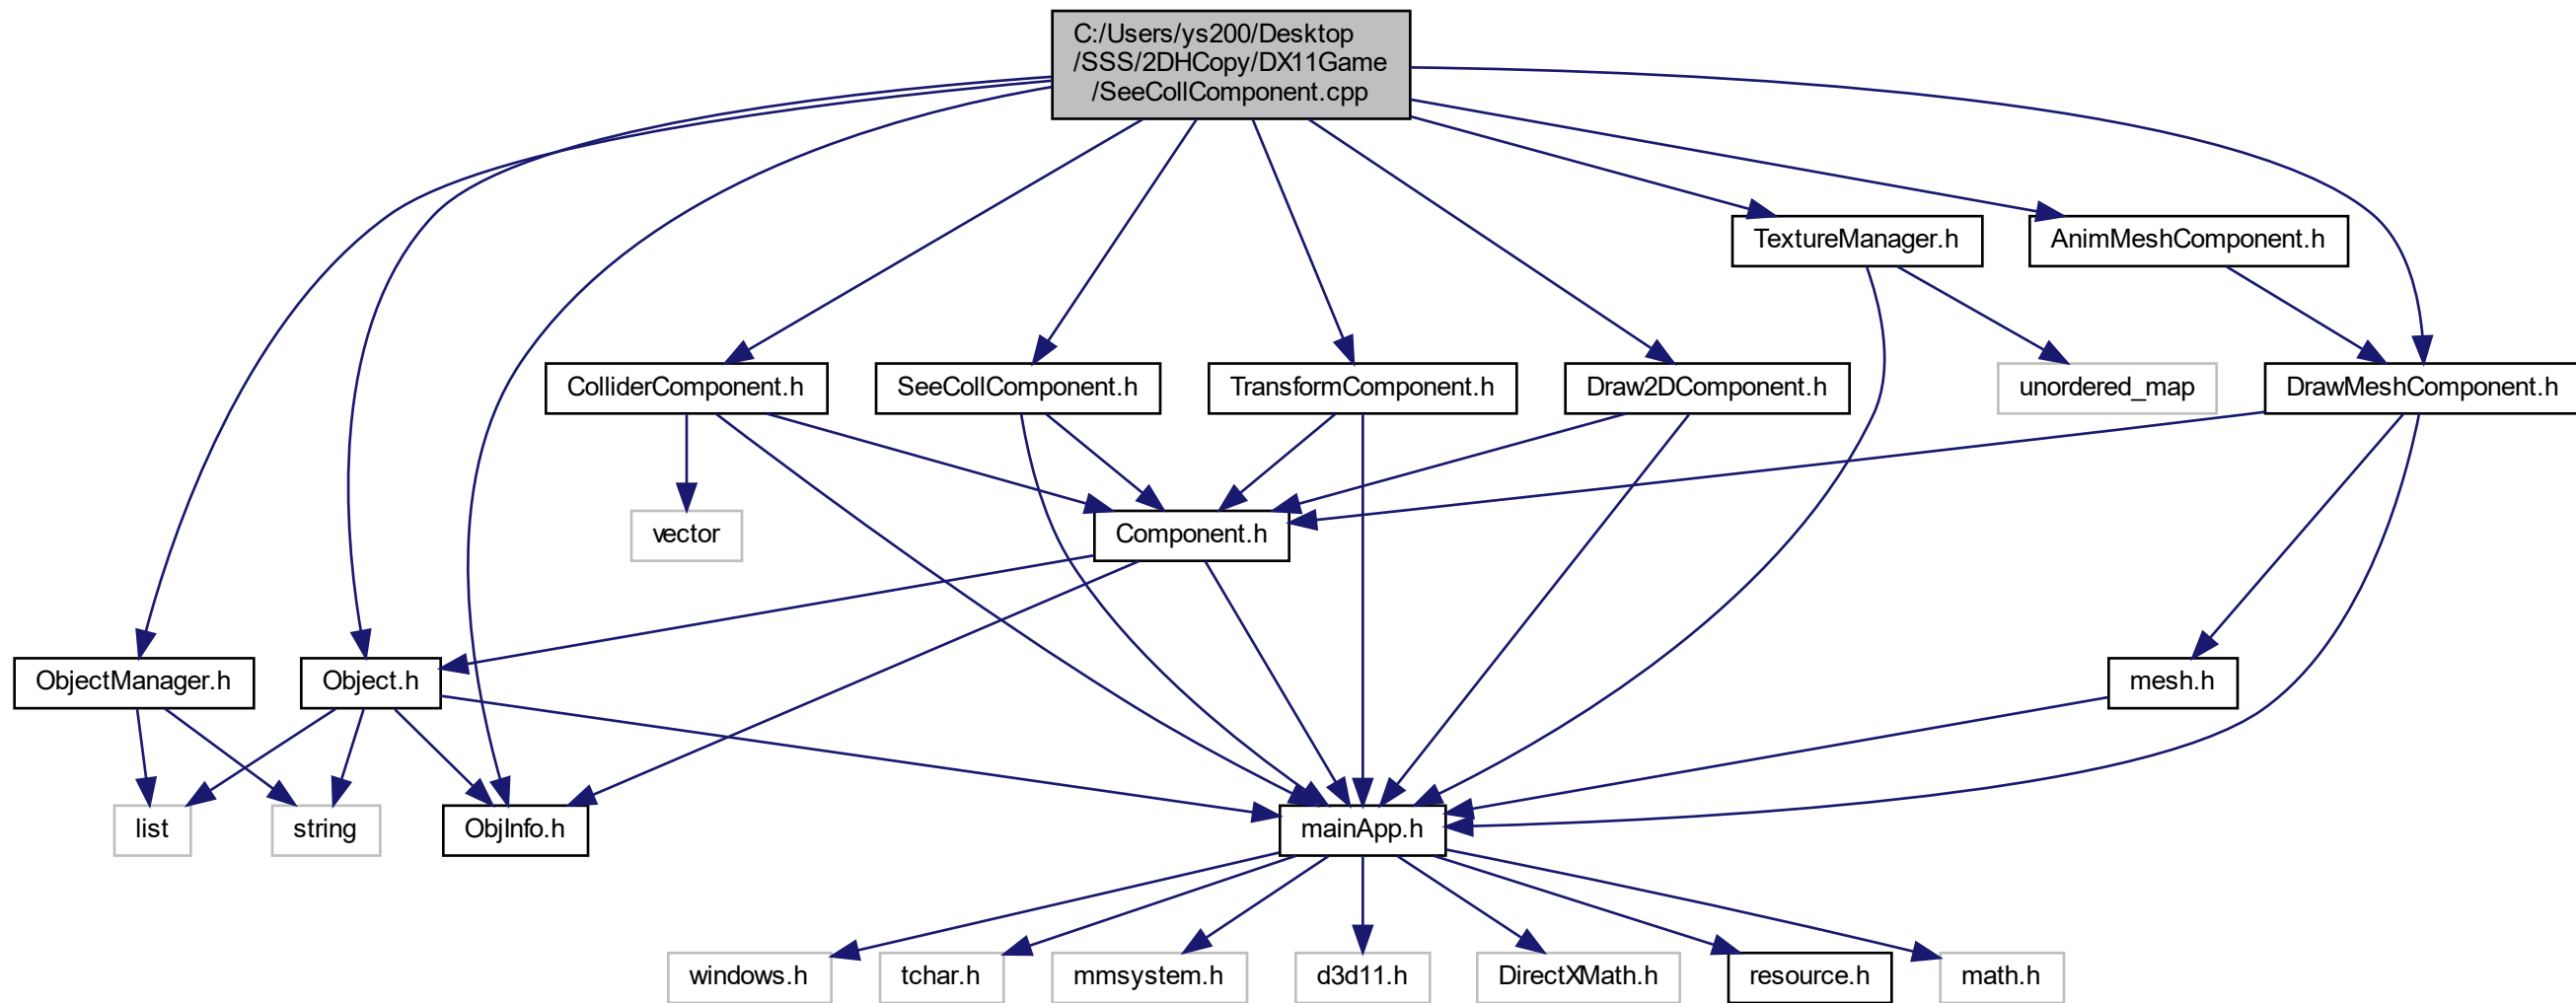 C:/Users/ys200/Desktop
/SSS/2DHCopy/DX11Game
/SeeCollComponent.cpp
TextureManager.h
AnimMeshComponent.h
ColliderComponent.h
SeeCollComponent.h
TransformComponent.h
Draw2DComponent.h
unordered_map
DrawMeshComponent.h
vector
Component.h
ObjectManager.h
Object.h
mesh.h
list
string
ObjInfo.h
mainApp.h
windows.h
tchar.h
mmsystem.h
d3d11.h
DirectXMath.h
resource.h
math.h